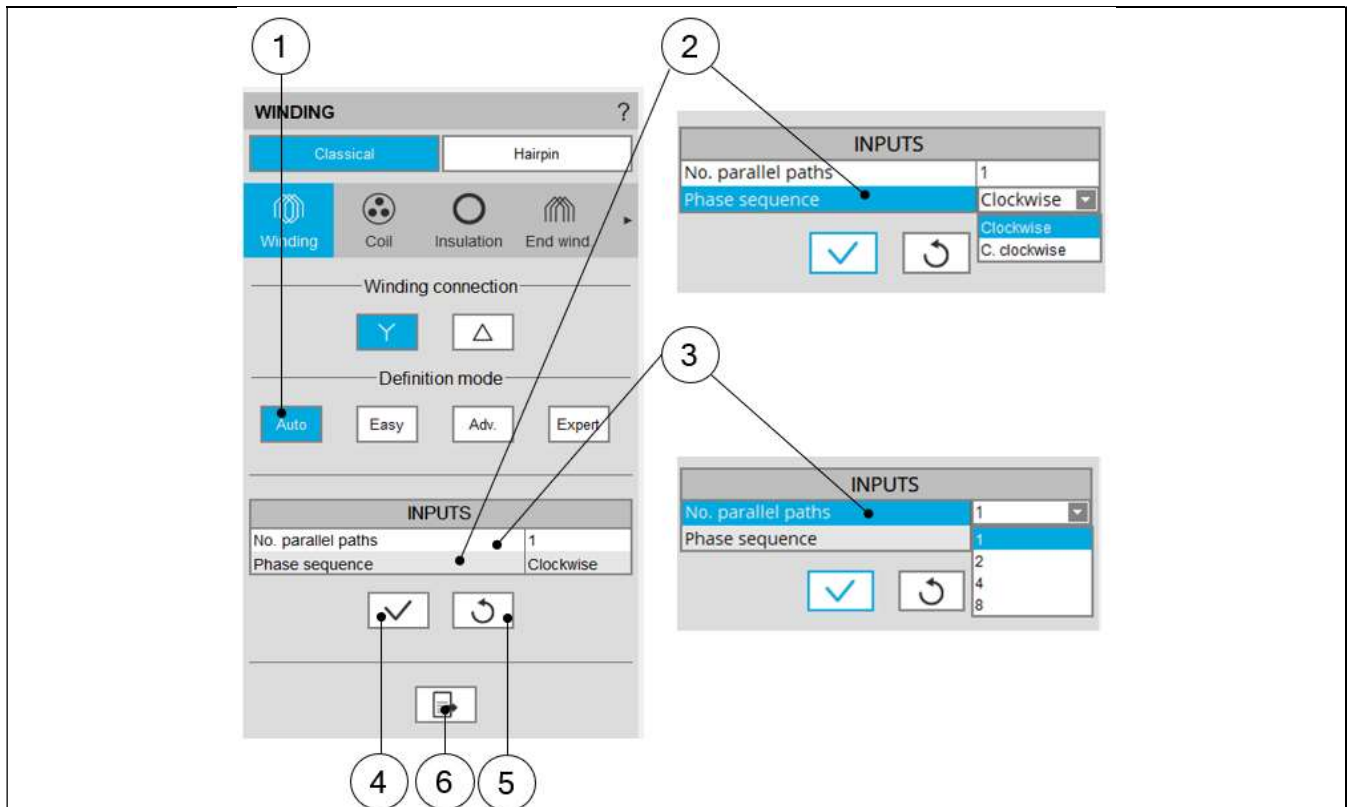 1
2
WINDING ?
Classical Hairpin
Winding Coil Insulation End wind.
Winding connection
Definition mode
Auto Easy Adv. Expert
INPUTS
No. parallel paths 1
Phase sequence Clockwise
INPUTS
No. parallel paths 1
Phase sequence Clockwise
Clockwise
C. clockwise
3
INPUTS
No. parallel paths 1
Phase sequence 1
2
4
8
4
6
5